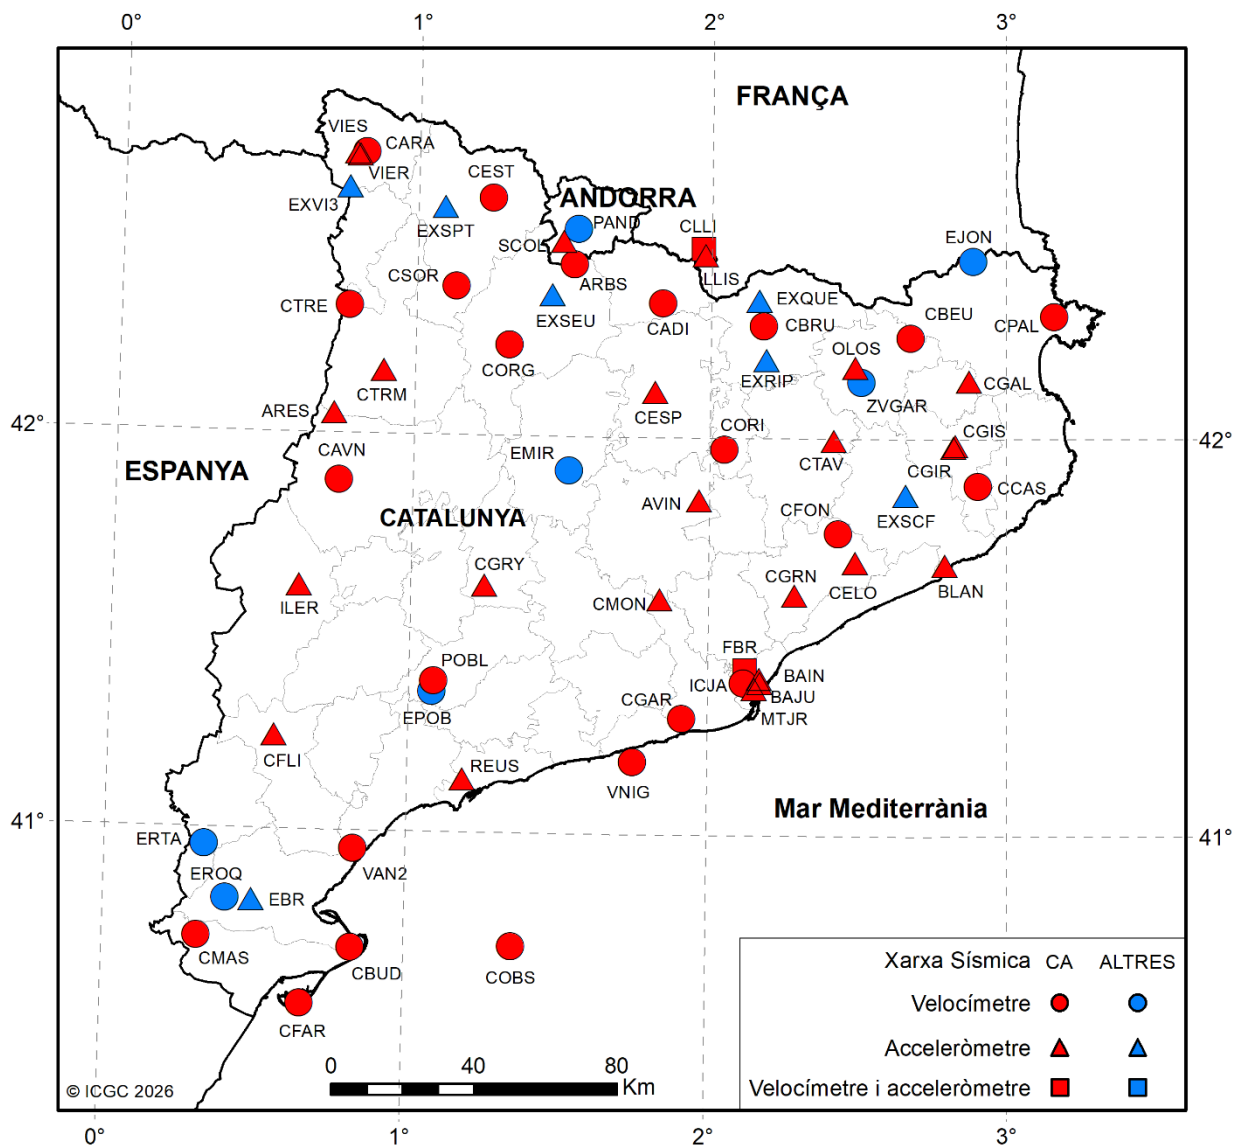 0° 1° 2° 3°
FRANÇA
VIES
CARA
VIER
CEST
EXVI3
ANDORRA
EXSPT
PAND
SCOL
CLLI
EJON
LLIS
CSOR
ARBS
CTRE
EXSEU
EXQUE
CADI
CBRU
CBEU
CPAL
CORG
OLOS
CTRM
EXRIP
CGAL
ARES
CESP
ZVGAR
42°
CAVN
CORI
CGIS
42°
ESPANYA
EMIR
CTAV
CGIR
CCAS
AVIN
CFON
EXSCF
CATALUNYA
CGRY
CGRN
ILER
CMON
CELO
BLAN
FBR
POBL
ICJA
BAIN
CGAR
BAJU
EPOB
MTJR
CFLI
REUS
VNIG
Mar Mediterrània
41°
ERTA
41°
EROQ
VAN2
EBR
CMAS
CBUD
COBS
CFAR
Xarxa Sísmica CA ALTRES
Velocímetre
Acceleròmetre
Velocímetre i acceleròmetre
0 40 80
Km
© ICGC 2026
0° 1° 2° 3°